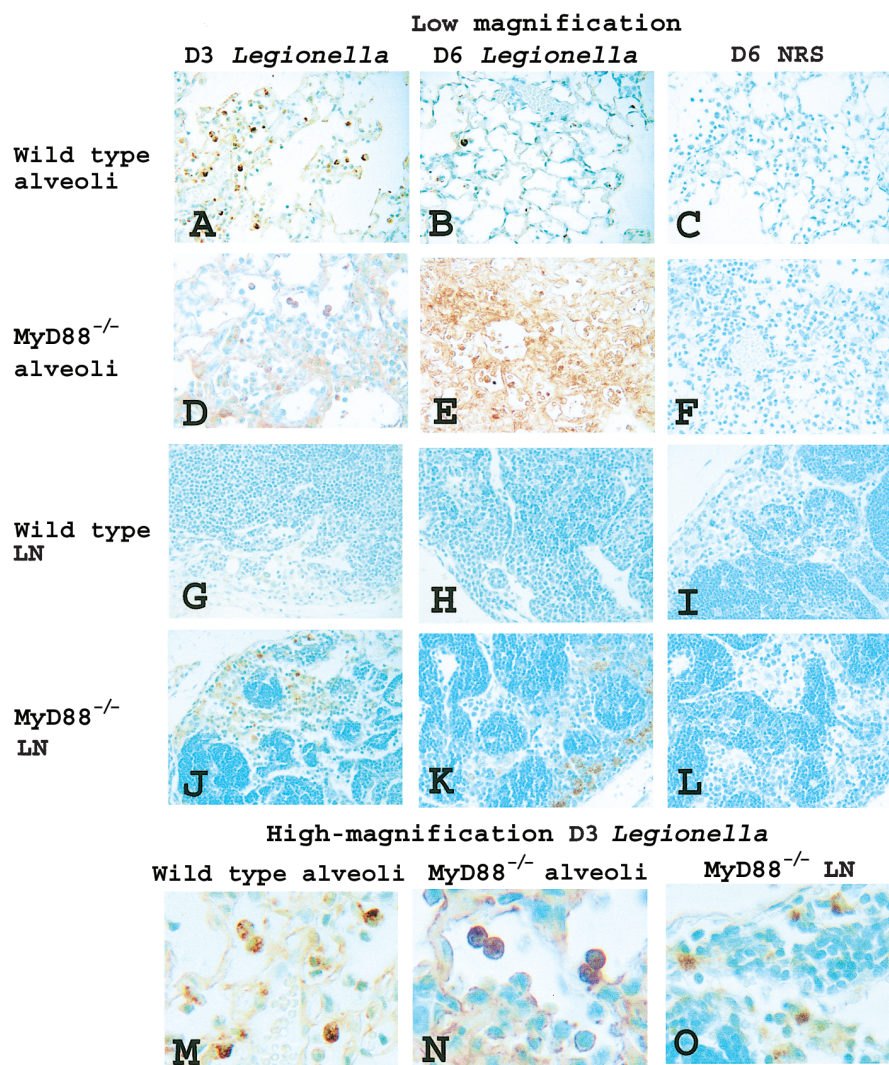 Low magnification
D3 Legionella D6 Legionella D6 NRS
Wild type
alveoli
A B C
MyD88-/-
alveoli
D E F
Wild type
LN
G H I
MyD88-/-
LN
J K L
High-magnification D3 Legionella
Wild type alveoli MyD88-/- alveoli MyD88-/- LN
M N O